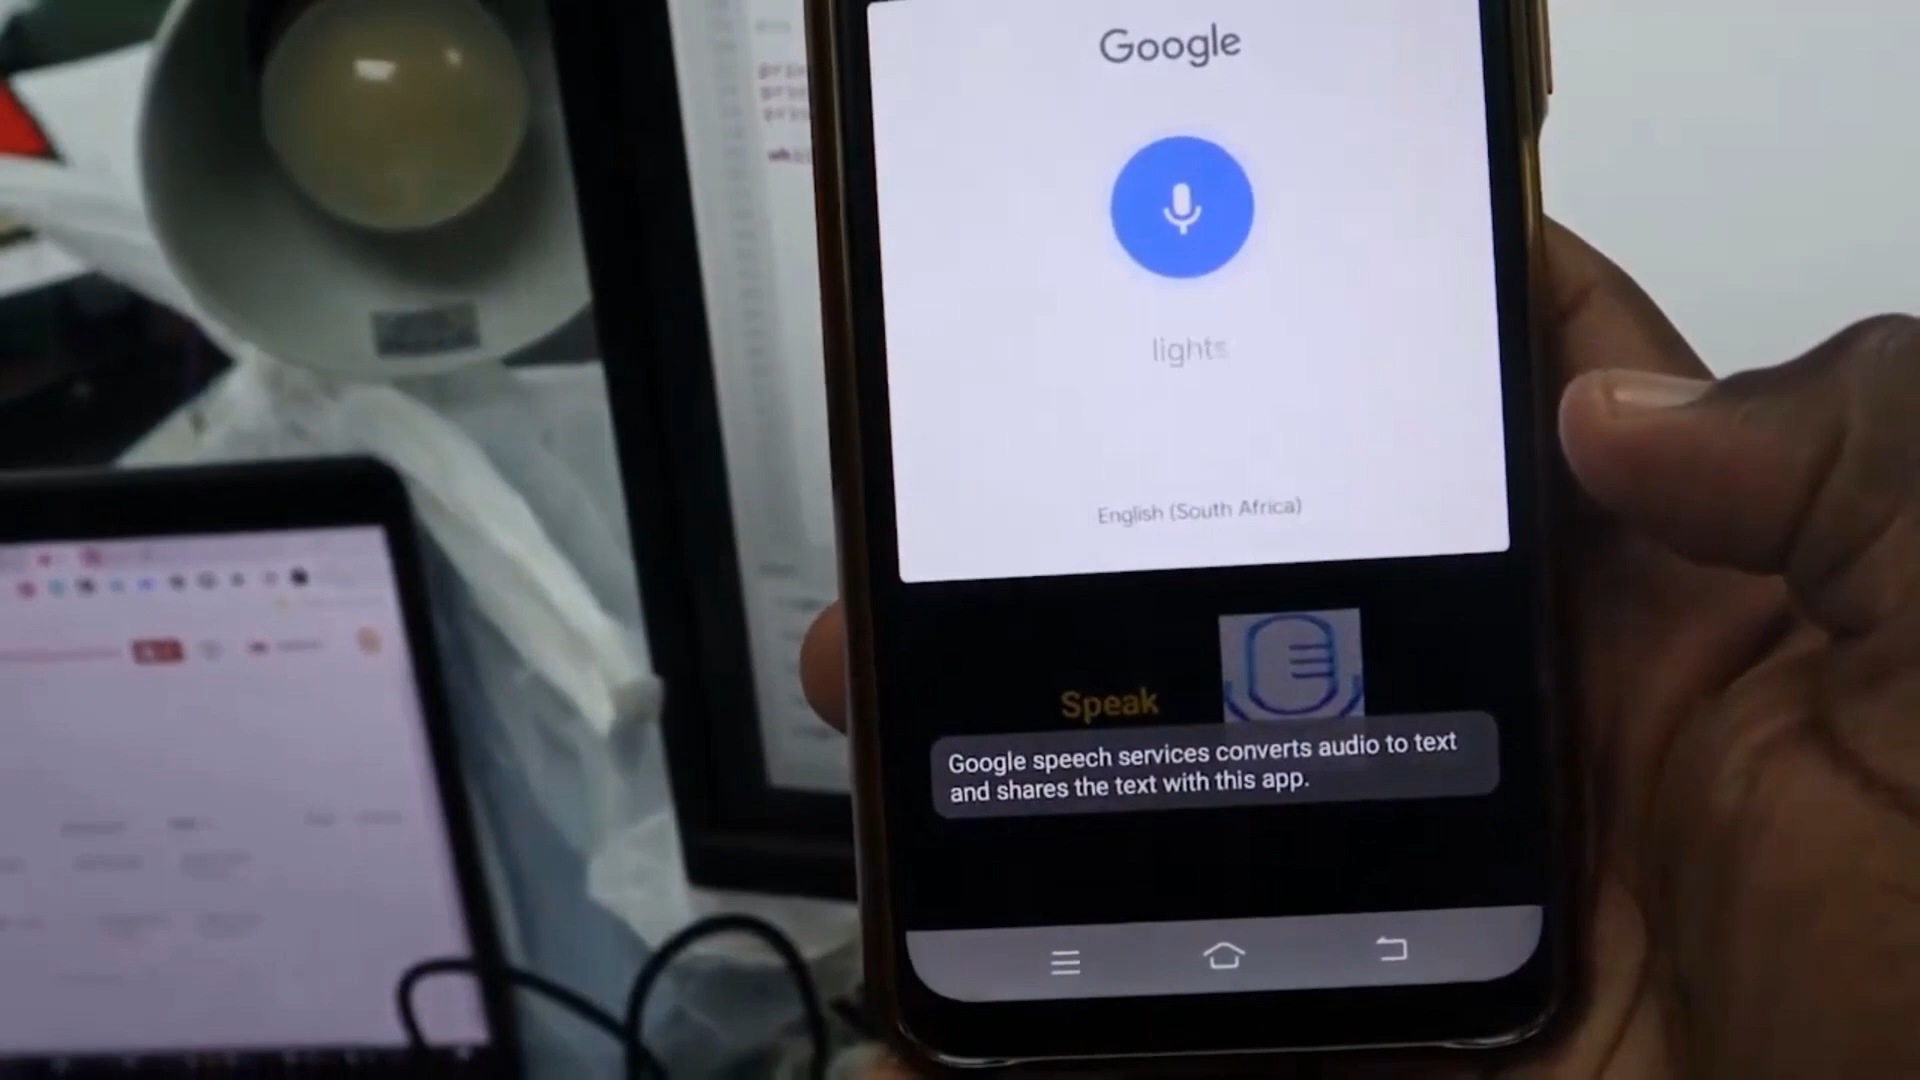 Google
lights
English (South Africa)
Speak
Google speech services converts audio to text
and shares the text with this app.